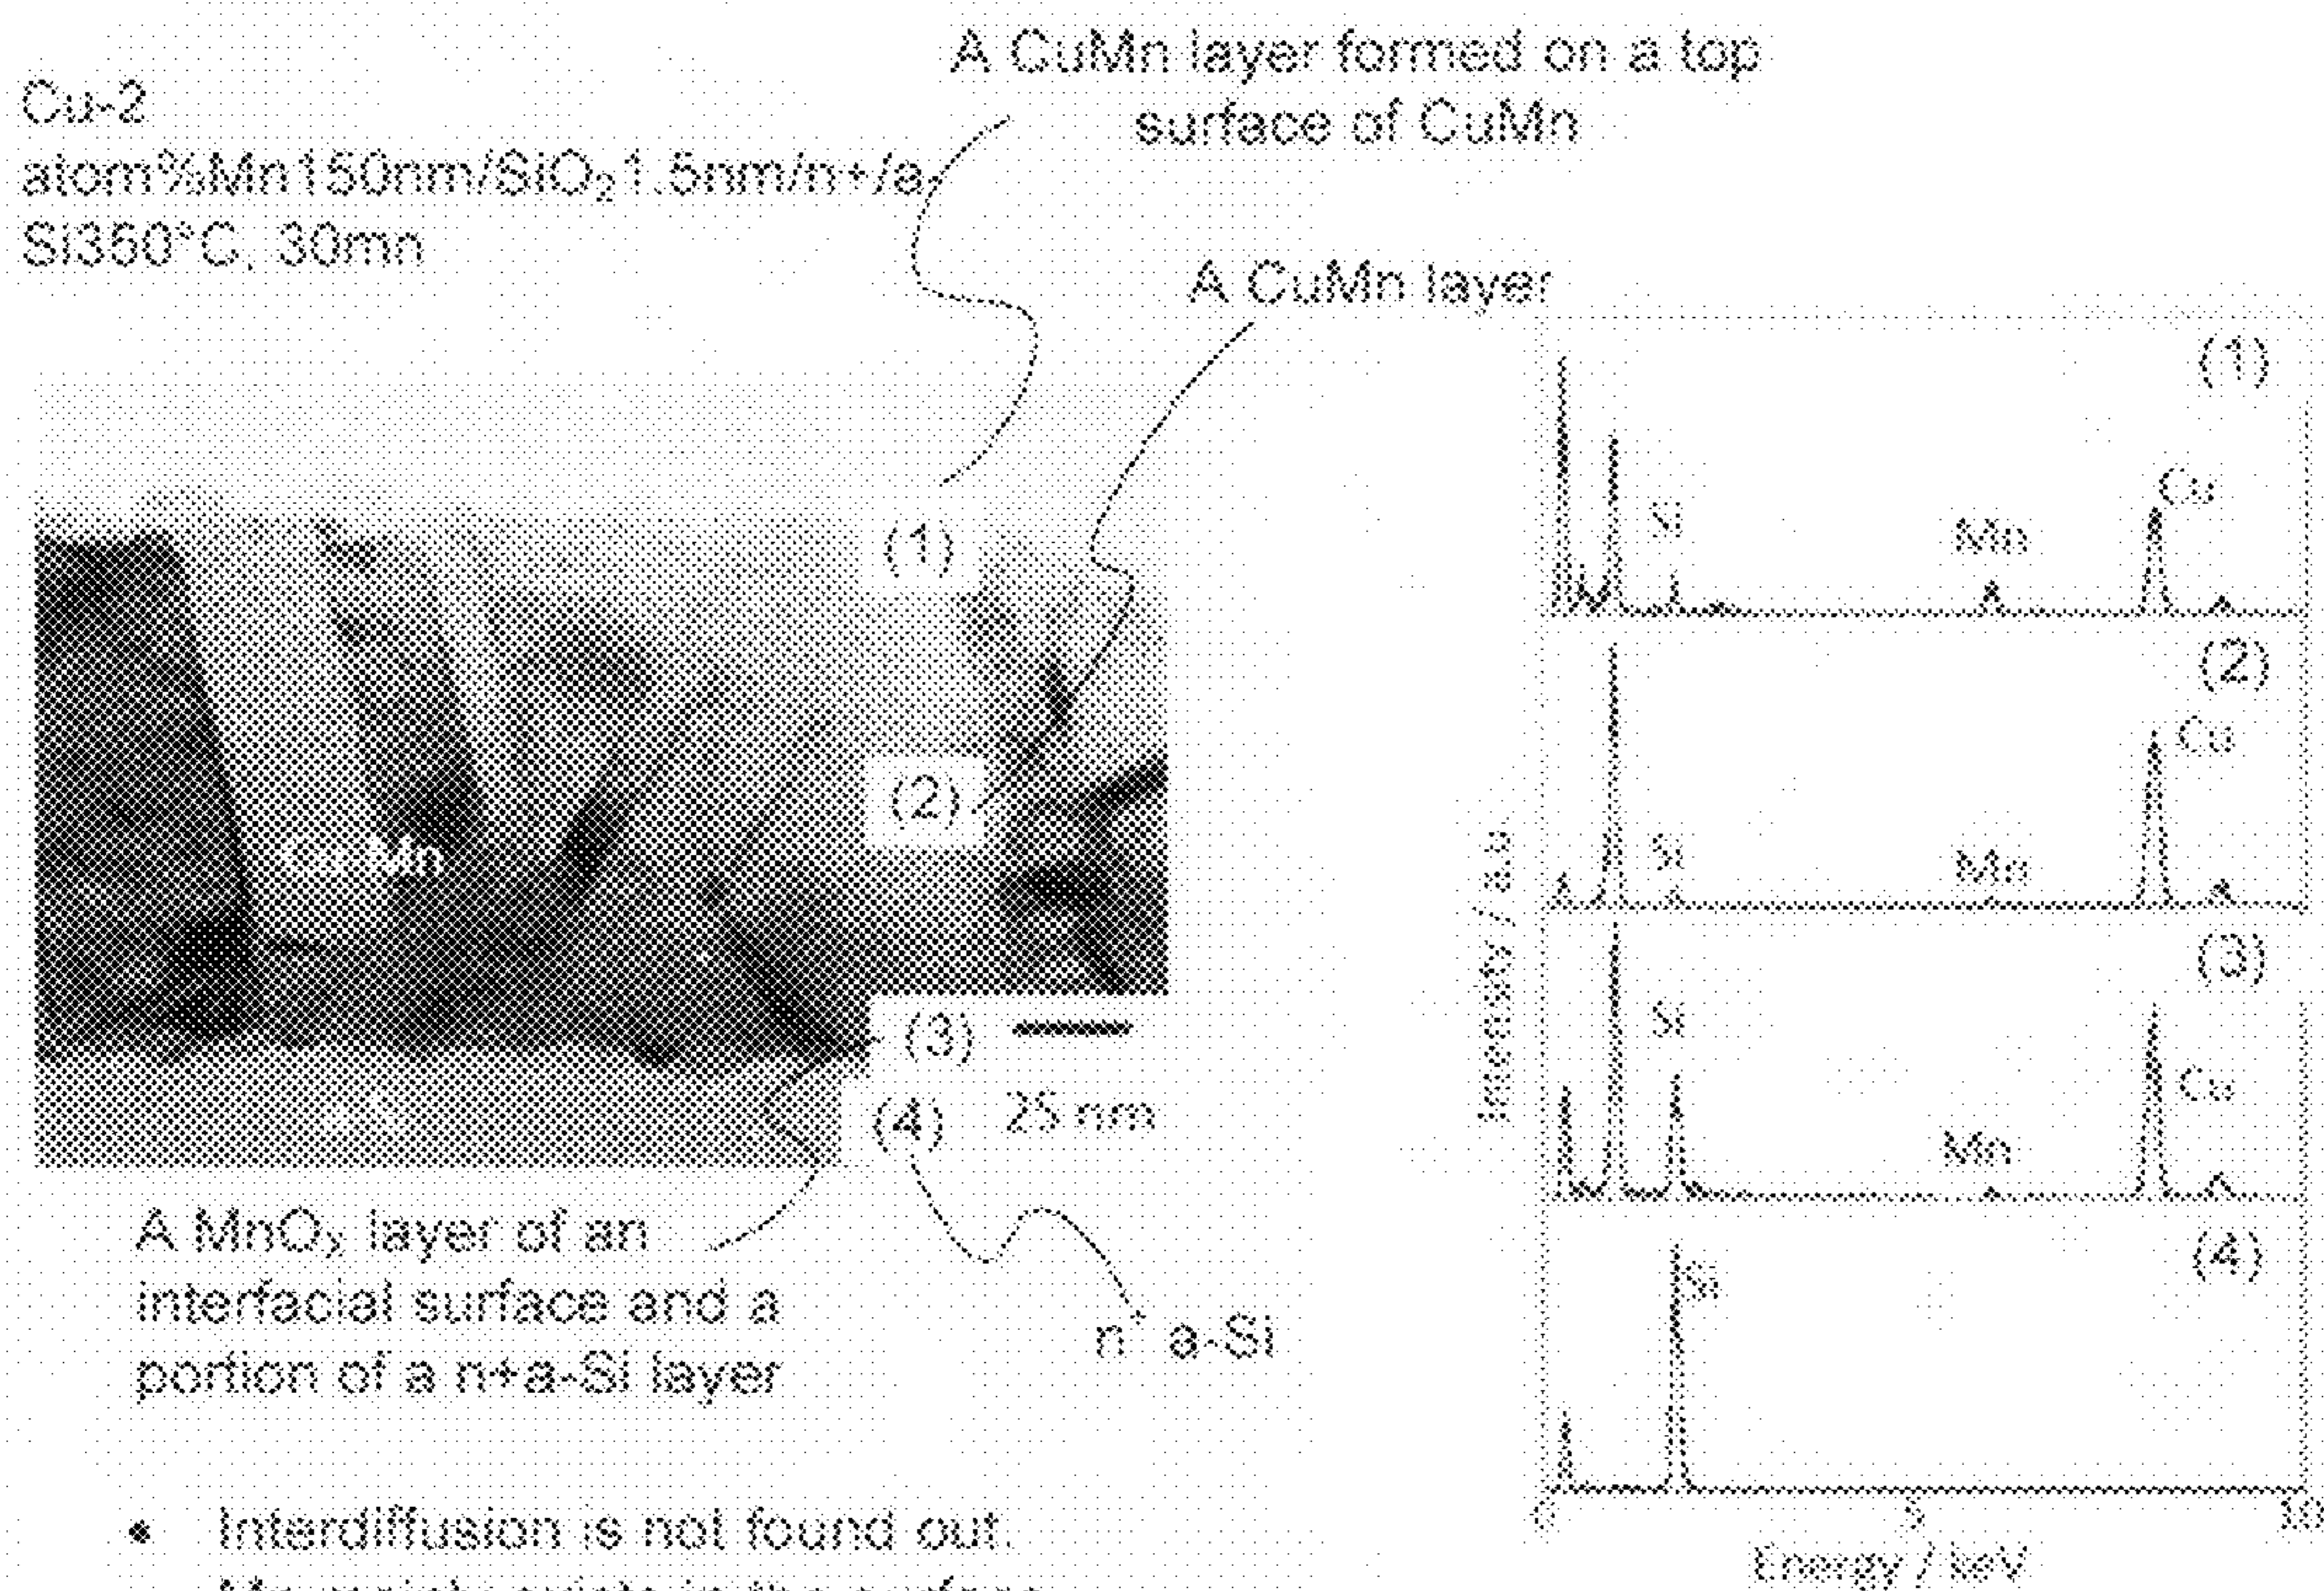 A CuMn layer formed on a top
surface of CuMn
Cu-2
atom%Mn150nm/SiO₂1.5nm/n+/a-
Si350°C, 30mn
A CuMn layer
(1)
(2)
Cu-Mn
(3)
(4)
25 nm
A MnOx layer of an
interfacial surface and a
portion of a n+a-Si layer
n⁺ a-Si
• Interdiffusion is not found out.
Intensity / a.u.
(1)
Si
Mn
Cu
(2)
Si
Mn
Cu
(3)
Si
Mn
Cu
(4)
Si
0 5 10
Energy / keV